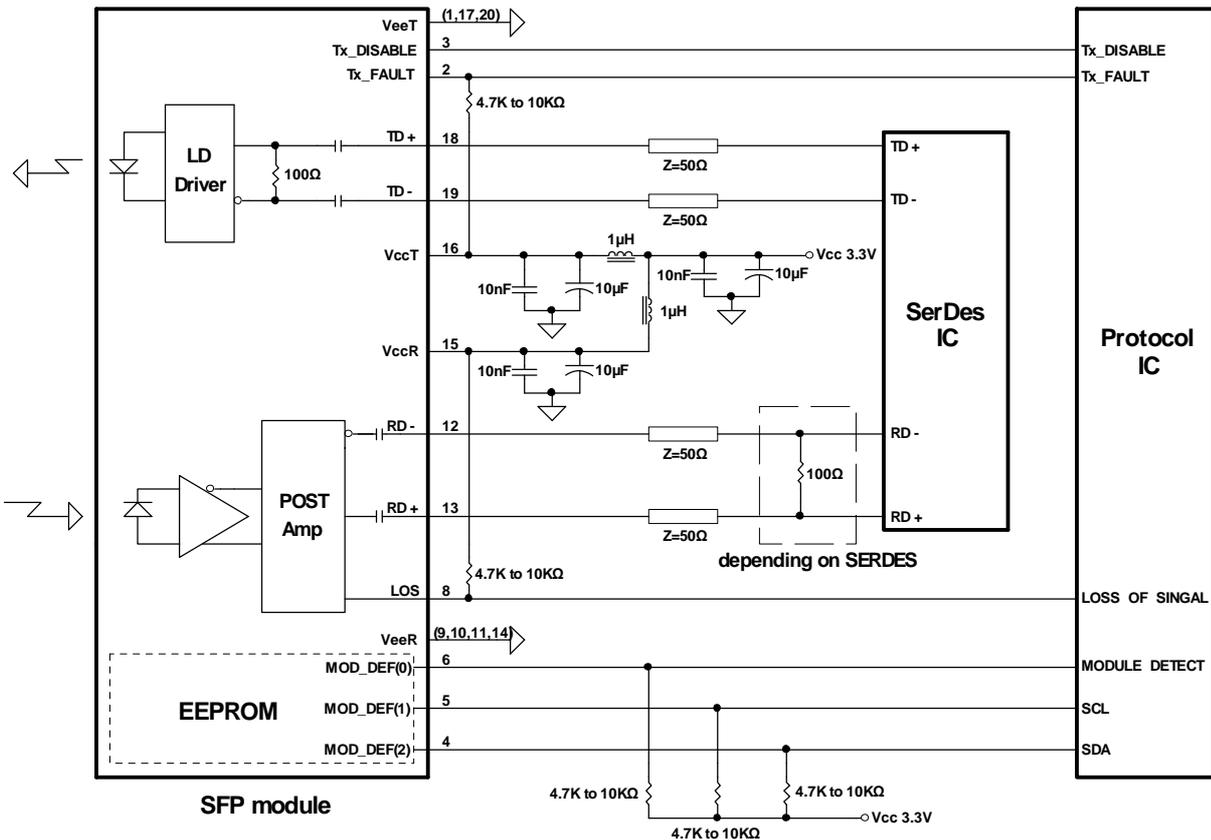 VeeT
(1,17,20)
Tx_DISABLE
3
Tx_DISABLE
Tx_FAULT
2
Tx_FAULT
4.7K to 10KΩ
LD
Driver
100Ω
TD +
18
Z=50Ω
TD +
TD -
19
Z=50Ω
TD -
VccT
16
1µH
Vcc 3.3V
10nF
10µF
10nF
10µF
1µH
VccR
15
10nF
10µF
SerDes
IC
Protocol
IC
RD -
12
Z=50Ω
RD -
100Ω
POST
Amp
RD +
13
Z=50Ω
RD +
depending on SERDES
4.7K to 10KΩ
LOS
8
LOSS OF SINGAL
VeeR
(9,10,11,14)
MOD_DEF(0)
6
MODULE DETECT
EEPROM
MOD_DEF(1)
5
SCL
MOD_DEF(2)
4
SDA
SFP module
4.7K to 10KΩ
4.7K to 10KΩ
Vcc 3.3V
4.7K to 10KΩ